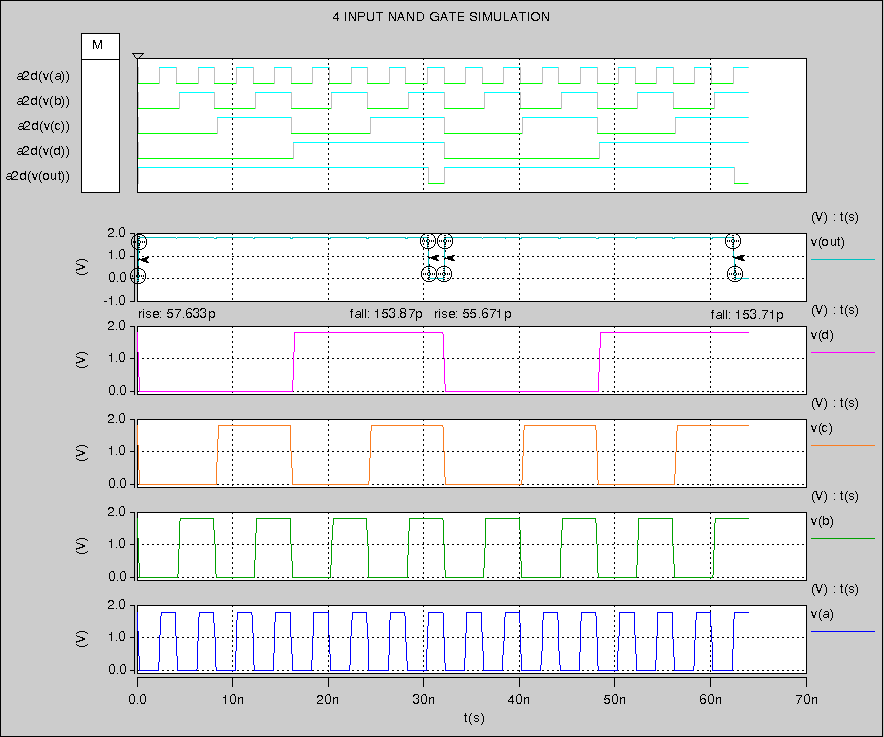 4 INPUT NAND GATE SIMULATION
M
a2d(v(a))
a2d(v(b))
a2d(v(c))
a2d(v(d))
a2d(v(out))
(V) : t(s)
v(out)
(V)
2.0
1.0
0.0
-1.0
rise: 57.633p fall: 153.87p rise: 55.671p fall: 153.71p
(V) : t(s)
v(d)
(V)
2.0
1.0
0.0
(V) : t(s)
v(c)
(V)
2.0
1.0
0.0
(V) : t(s)
v(b)
(V)
2.0
1.0
0.0
(V) : t(s)
v(a)
(V)
2.0
1.0
0.0
0.0 10n 20n 30n 40n 50n 60n 70n
t(s)